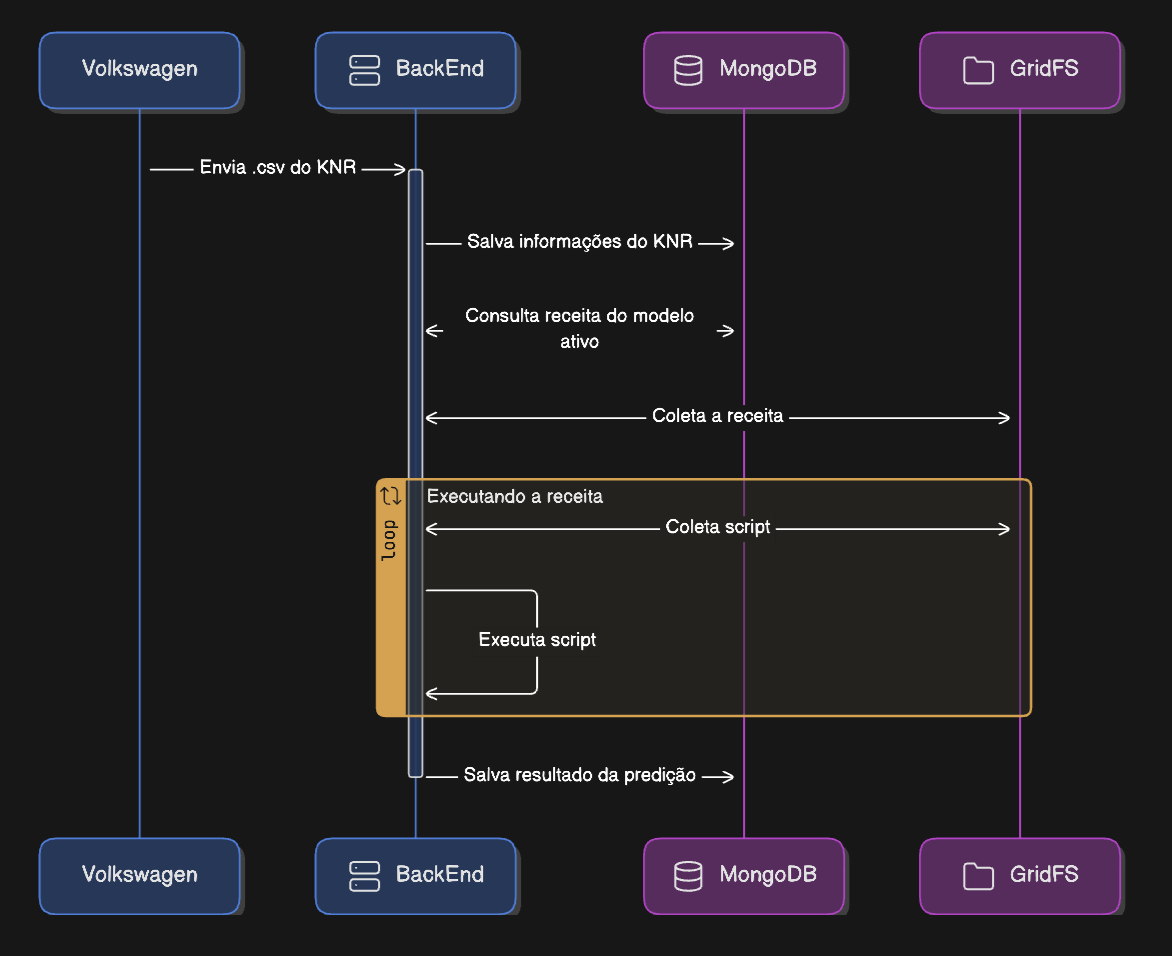 Volkswagen
BackEnd
MongoDB
GridFS
Envia .csv do KNR
Salva informações do KNR
Consulta receita do modelo
ativo
Coleta a receita
loop
Executando a receita
Coleta script
Executa script
Salva resultado da predição
Volkswagen
BackEnd
MongoDB
GridFS